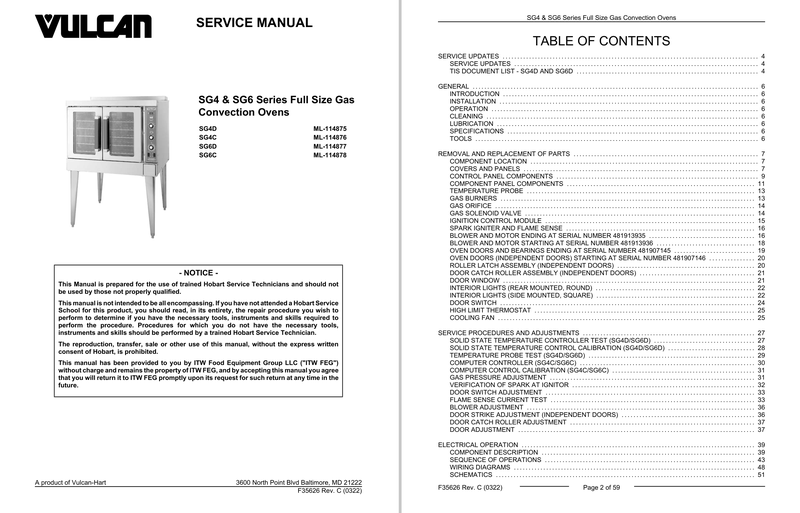 VULCAN
SERVICE MANUAL
SG4 & SG6 Series Full Size Gas
Convection Ovens
SG4D ML-114875
SG4C ML-114876
SG6D ML-114877
SG6C ML-114878
- NOTICE -
This Manual is prepared for the use of trained Hobart Service Technicians and should not
be used by those not properly qualified.
This manual is not intended to be all encompassing. If you have not attended a Hobart Service
School for this product, you should read, in its entirety, the repair procedure you wish to
perform to determine if you have the necessary tools, instruments and skills required to
perform the procedure. Procedures for which you do not have the necessary tools,
instruments and skills should be performed by a trained Hobart Service Technician.
The reproduction, transfer, sale or other use of this manual, without the express written
consent of Hobart, is prohibited.
This manual has been provided to you by ITW Food Equipment Group LLC ("ITW FEG")
without charge and remains the property of ITW FEG, and by accepting this manual you agree
that you will return it to ITW FEG promptly upon its request for such return at any time in the
future.
A product of Vulcan-Hart 3600 North Point Blvd Baltimore, MD 21222
F35626 Rev. C (0322)
SG4 & SG6 Series Full Size Gas Convection Ovens
TABLE OF CONTENTS
SERVICE UPDATES 4
SERVICE UPDATES 4
TIS DOCUMENT LIST - SG4D AND SG6D 4
GENERAL 6
INTRODUCTION 6
INSTALLATION 6
OPERATION 6
CLEANING 6
LUBRICATION 6
SPECIFICATIONS 6
TOOLS 6
REMOVAL AND REPLACEMENT OF PARTS 7
COMPONENT LOCATION 7
COVERS AND PANELS 7
CONTROL PANEL COMPONENTS 9
COMPONENT PANEL COMPONENTS 11
TEMPERATURE PROBE 13
GAS BURNERS 13
GAS ORIFICE 14
GAS SOLENOID VALVE 14
IGNITION CONTROL MODULE 15
SPARK IGNITER AND FLAME SENSE 16
BLOWER AND MOTOR ENDING AT SERIAL NUMBER 481913935 16
BLOWER AND MOTOR STARTING AT SERIAL NUMBER 481913936 18
OVEN DOORS AND BEARINGS ENDING AT SERIAL NUMBER 481907145 19
OVEN DOORS (INDEPENDENT DOORS) STARTING AT SERIAL NUMBER 481907146 20
ROLLER LATCH ASSEMBLY (INDEPENDENT DOORS) 20
DOOR CATCH ROLLER ASSEMBLY (INDEPENDENT DOORS) 21
DOOR WINDOW 21
INTERIOR LIGHTS (REAR MOUNTED, ROUND) 22
INTERIOR LIGHTS (SIDE MOUNTED, SQUARE) 22
DOOR SWITCH 24
HIGH LIMIT THERMOSTAT 25
COOLING FAN 25
SERVICE PROCEDURES AND ADJUSTMENTS 27
SOLID STATE TEMPERATURE CONTROLLER TEST (SG4D/SG6D) 27
SOLID STATE TEMPERATURE CONTROL CALIBRATION (SG4D/SG6D) 28
TEMPERATURE PROBE TEST (SG4D/SG6D) 29
COMPUTER CONTROLLER (SG4C/SG6C) 30
COMPUTER CONTROL CALIBRATION (SG4C/SG6C) 31
GAS PRESSURE ADJUSTMENT 31
VERIFICATION OF SPARK AT IGNITOR 32
DOOR SWITCH ADJUSTMENT 33
FLAME SENSE CURRENT TEST 33
BLOWER ADJUSTMENT 36
DOOR STRIKE ADJUSTMENT (INDEPENDENT DOORS) 36
DOOR CATCH ROLLER ADJUSTMENT 37
DOOR ADJUSTMENT 37
ELECTRICAL OPERATION 39
COMPONENT DESCRIPTION 39
SEQUENCE OF OPERATIONS 43
WIRING DIAGRAMS 48
SCHEMATICS 51
F35626 Rev. C (0322) Page 2 of 59